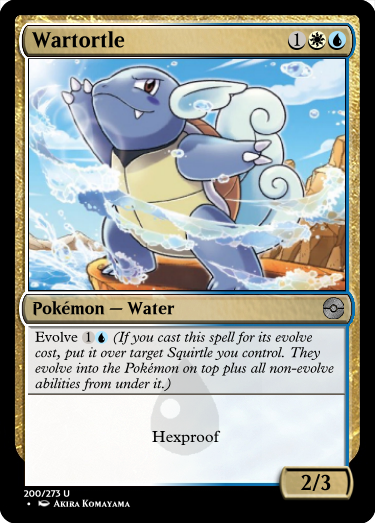 Wartortle 1
Pokémon — Water
Evolve 1 (If you cast this spell for its evolve
cost, put it over target Squirtle you control. They
evolve into the Pokémon on top plus all non-evolve
abilities from under it.)
Hexproof
2/3
200/273 U
• Akira Komayama